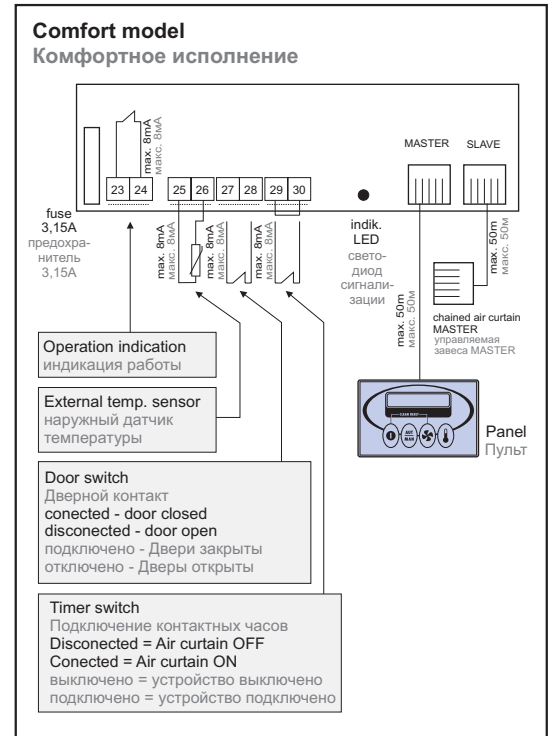 Comfort model
Комфортное исполнение
max. 8mA
макс. 8мА
MASTER
SLAVE
23 24 25 26 27 28 29 30
fuse
3,15A
предохра-
нитель
3,15A
max. 8mA
макс. 8мА
max. 8mA
макс. 8мА
max. 8mA
макс. 8мА
indik.
LED
свето-
диод
сигнали-
зации
max. 50m
макс. 50м
max. 50m
макс. 50м
chained air curtain
MASTER
управляемая
завеса MASTER
Operation indication
индикация работы
External temp. sensor
наружный датчик
температуры
CLEAN RESET
AUT
MAN
Panel
Пульт
Door switch
Дверной контакт
conected - door closed
disconected - door open
подключено - Двери закрыты
отключено - Дверы открыты
Timer switch
Подключение контактных часов
Disconected = Air curtain OFF
Conected = Air curtain ON
выключено = устройство выключено
подключено = устройство подключено